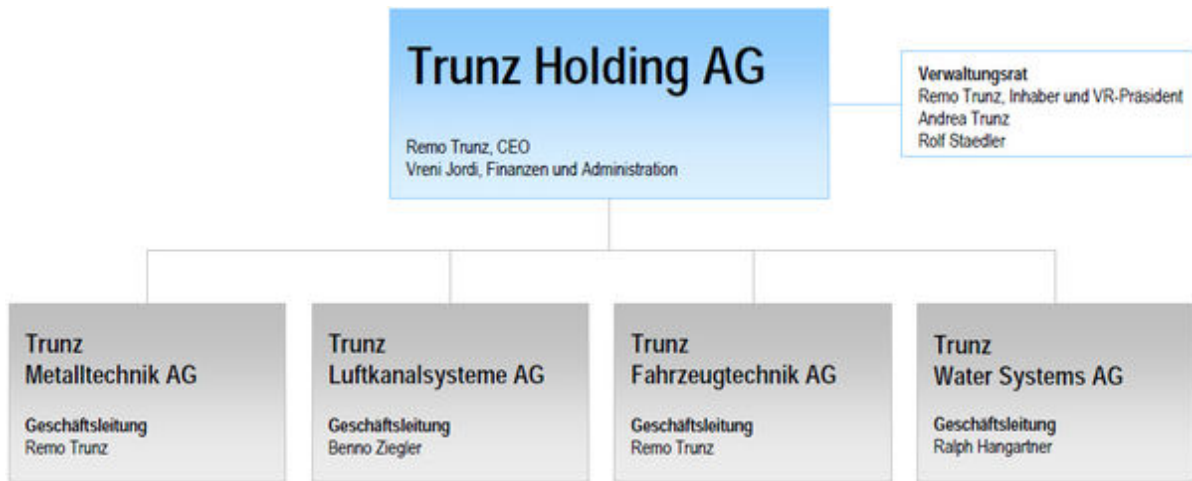 Trunz Holding AG
Remo Trunz, CEO
Vreni Jordi, Finanzen und Administration
Verwaltungsrat
Remo Trunz, Inhaber und VR-Präsident
Andrea Trunz
Rolf Staedler
Trunz
Metalltechnik AG
Geschäftsleitung
Remo Trunz
Trunz
Luftkanalsysteme AG
Geschäftsleitung
Benno Ziegler
Trunz
Fahrzeugtechnik AG
Geschäftsleitung
Remo Trunz
Trunz
Water Systems AG
Geschäftsleitung
Ralph Hangartner